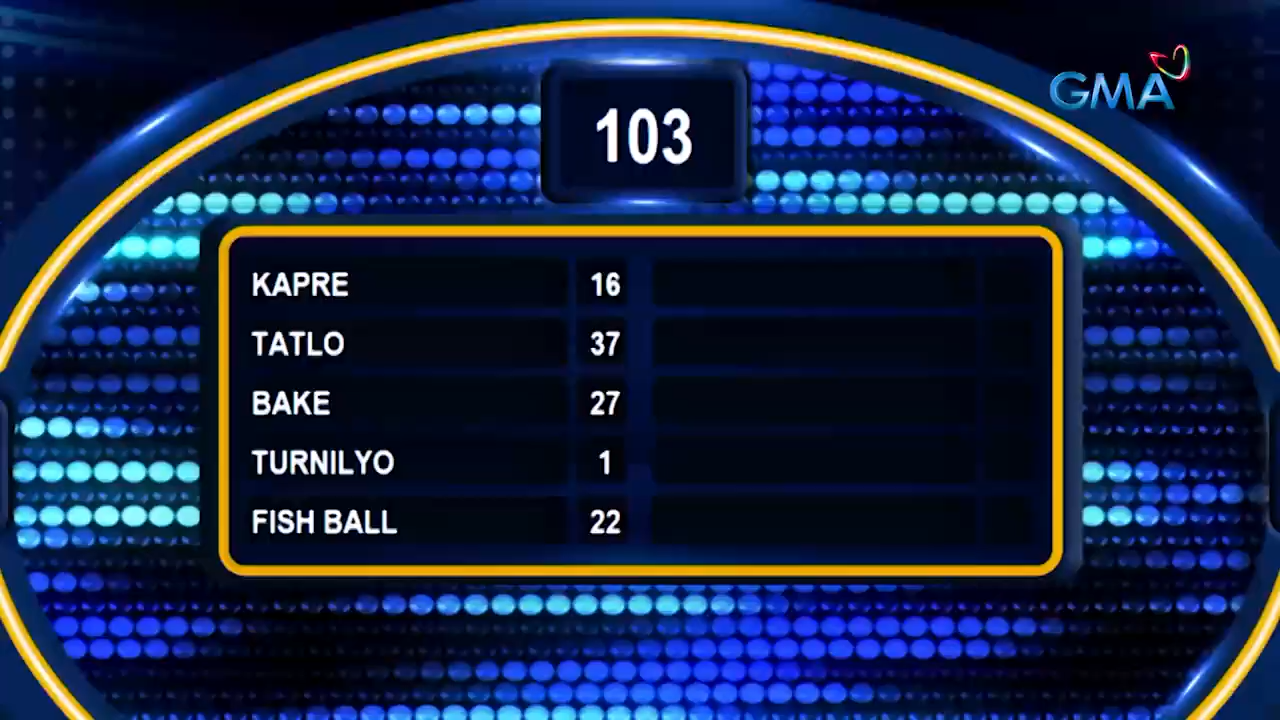 GMA
103
KAPRE 16
TATLO 37
BAKE 27
TURNILYO 1
FISH BALL 22